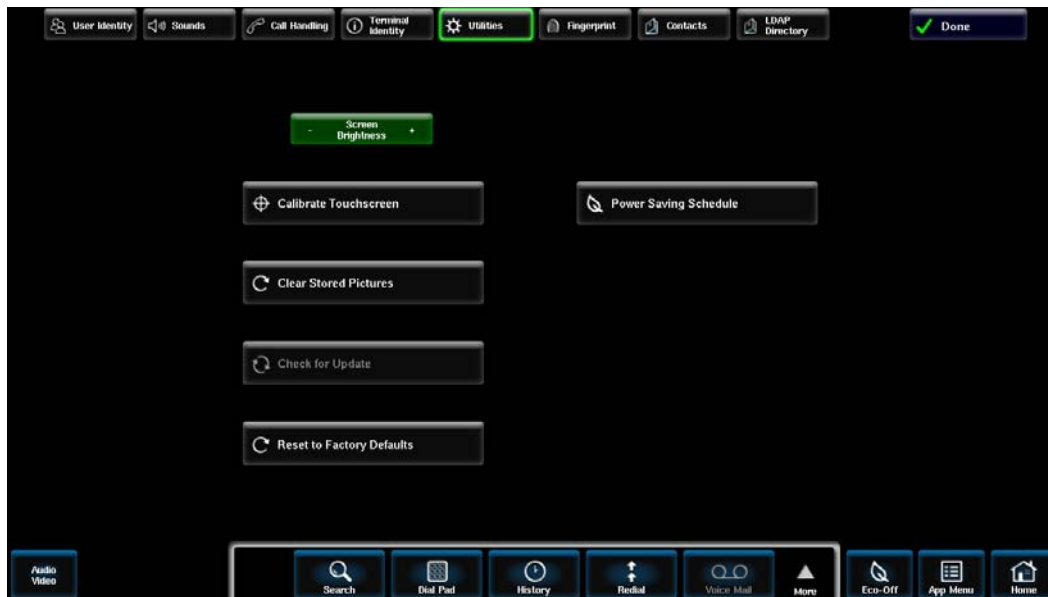 User Identity
Sounds
Call Handling
Terminal
Identity
Utilities
Fingerprint
Contacts
LDAP
Directory
Done
- Screen
Brightness +
Calibrate Touchscreen
Power Saving Schedule
Clear Stored Pictures
Check for Update
Reset to Factory Defaults
Audio
Video
Search
Dial Pad
History
Redial
Voice Mail
More
Eco-Off
App Menu
Home